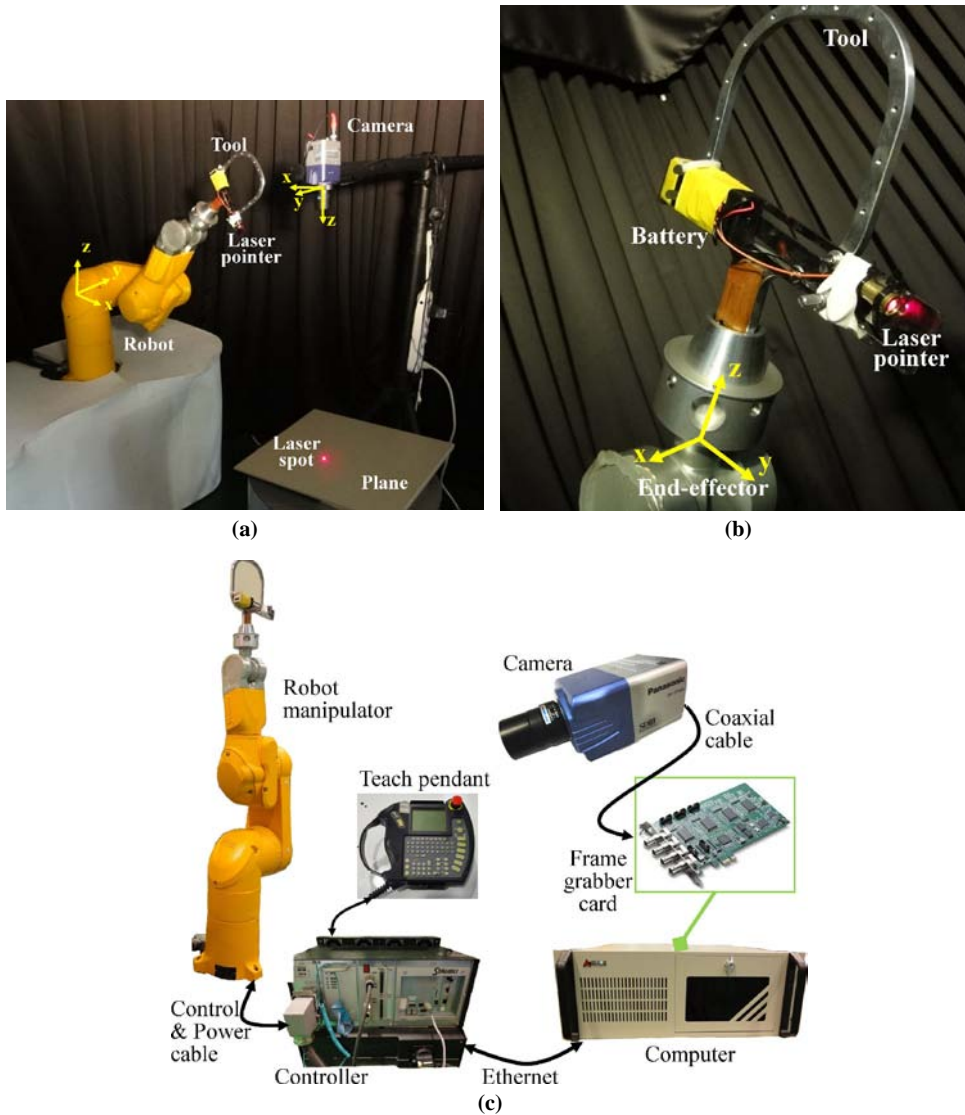 Camera
Tool
x
y
z
Laser
pointer
z
Robot
Laser
spot
Plane
(a)
Tool
Battery
Laser
pointer
z
x
y
End-effector
(b)
Robot
manipulator
Camera
Panasonic
Coaxial
cable
Teach pendant
Frame
grabber
card
Control
& Power
cable
Controller
Ethernet
Computer
(c)